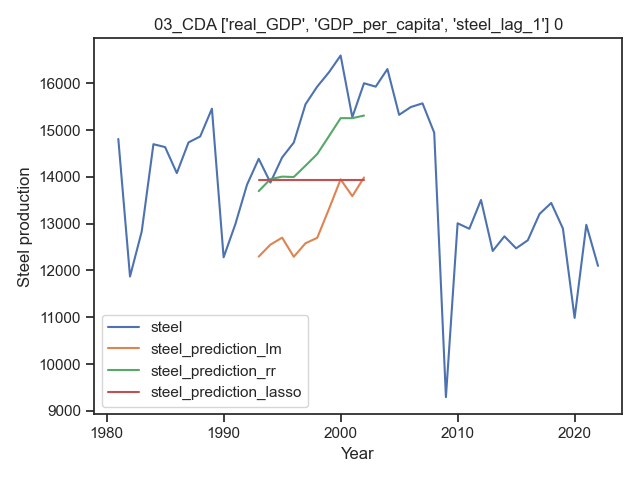 03_CDA ['real_GDP', 'GDP_per_capita', 'steel_lag_1'] 0
Steel production
16000
15000
14000
13000
12000
11000
10000
9000
steel
steel_prediction_lm
steel_prediction_rr
steel_prediction_lasso
1980 1990 2000 2010 2020
Year